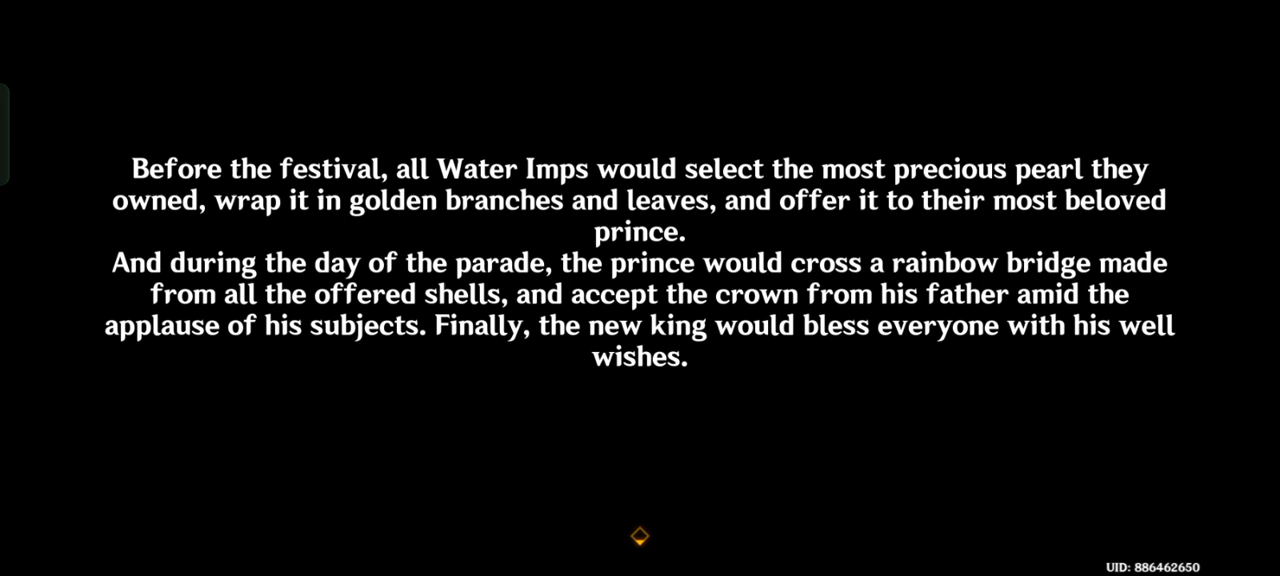 Before the festival, all Water Imps would select the most precious pearl they
owned, wrap it in golden branches and leaves, and offer it to their most beloved
prince.
And during the day of the parade, the prince would cross a rainbow bridge made
from all the offered shells, and accept the crown from his father amid the
applause of his subjects. Finally, the new king would bless everyone with his well
wishes.
UID: 886462650